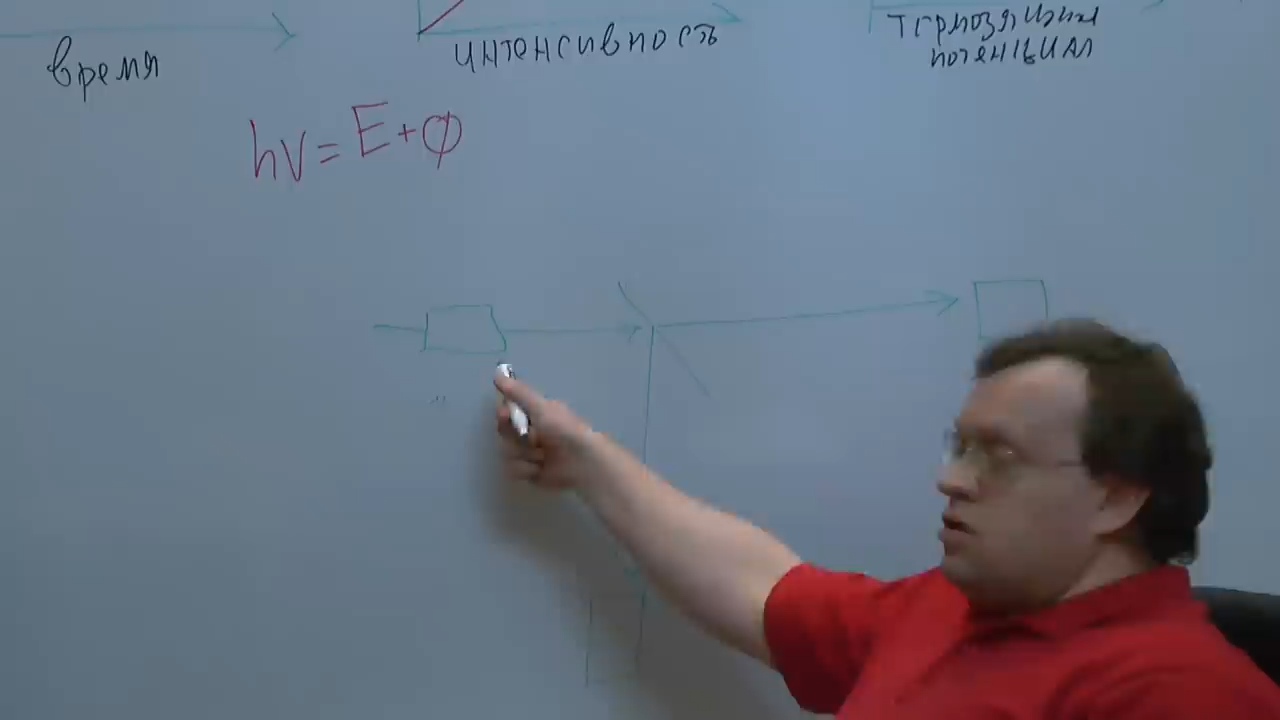 время
интенсивность
тормозящий
потенциал
hν = E + φ